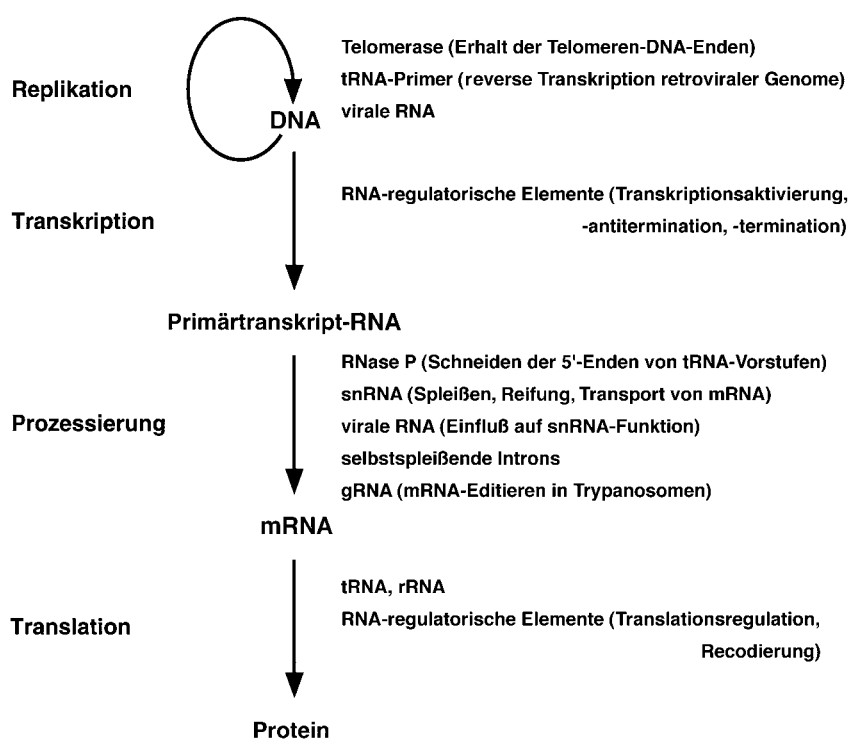 Telomerase (Erhalt der Telomeren-DNA-Enden)
Replikation
tRNA-Primer (reverse Transkription retroviraler Genome)
DNA
virale RNA
RNA-regulatorische Elemente (Transkriptionsaktivierung,
Transkription
-antitermination, -termination)
Primärtranskript-RNA
RNase P (Schneiden der 5'-Enden von tRNA-Vorstufen)
snRNA (Spleißen, Reifung, Transport von mRNA)
Prozessierung
virale RNA (Einfluß auf snRNA-Funktion)
selbstspleißende Introns
gRNA (mRNA-Editieren in Trypanosomen)
mRNA
tRNA, rRNA
Translation
RNA-regulatorische Elemente (Translationsregulation,
Recodierung)
Protein